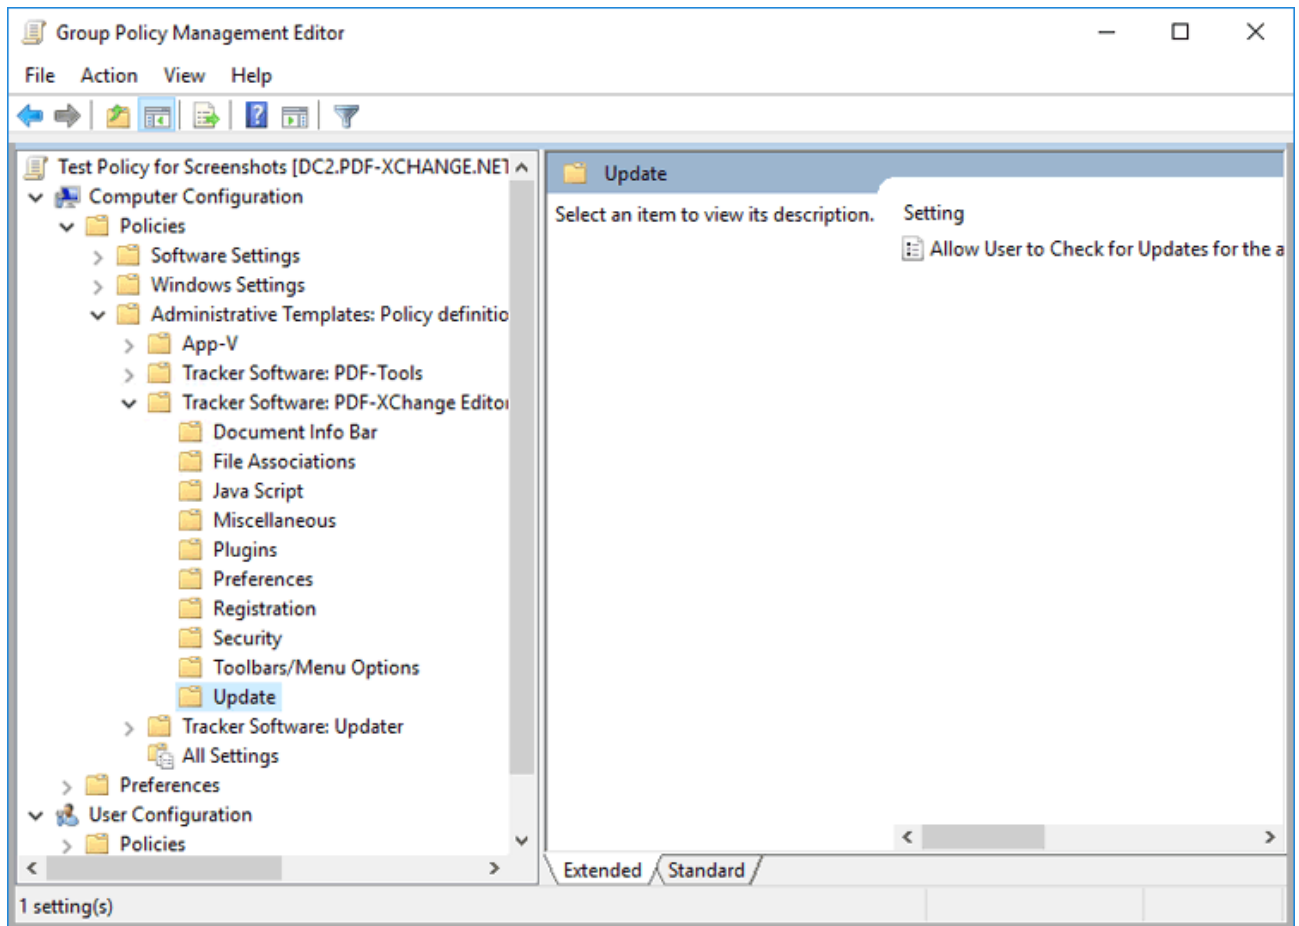 Group Policy Management Editor
File Action View Help
Test Policy for Screenshots [DC2.PDF-XCHANGE.NET
Computer Configuration
Policies
Software Settings
Windows Settings
Administrative Templates: Policy definitio
App-V
Tracker Software: PDF-Tools
Tracker Software: PDF-XChange Editor
Document Info Bar
File Associations
Java Script
Miscellaneous
Plugins
Preferences
Registration
Security
Toolbars/Menu Options
Update
Tracker Software: Updater
All Settings
Preferences
User Configuration
Policies
Update
Select an item to view its description.
Setting
Allow User to Check for Updates for the a
Extended
Standard
1 setting(s)